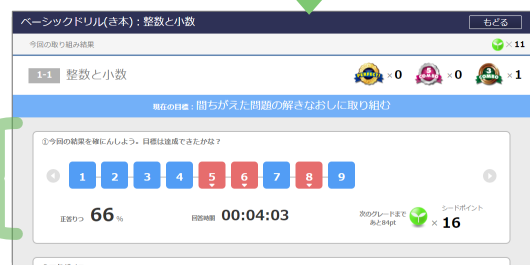 ベーシックドリル(き本)：整数と小数 もどる
今回の取り組み結果 × 11
1-1 整数と小数 PERFECT ×0 5 COMBO ×0 3 COMBO ×1
現在の目標：間ちがえた問題の解きなおしに取り組む
①今回の結果を確にんしよう。目標は達成できたかな？
1 2 3 4 5 6 7 8 9
正答りつ 66 % 回答時間 00:04:03 次のグレードまで あと84pt シードポイント × 16